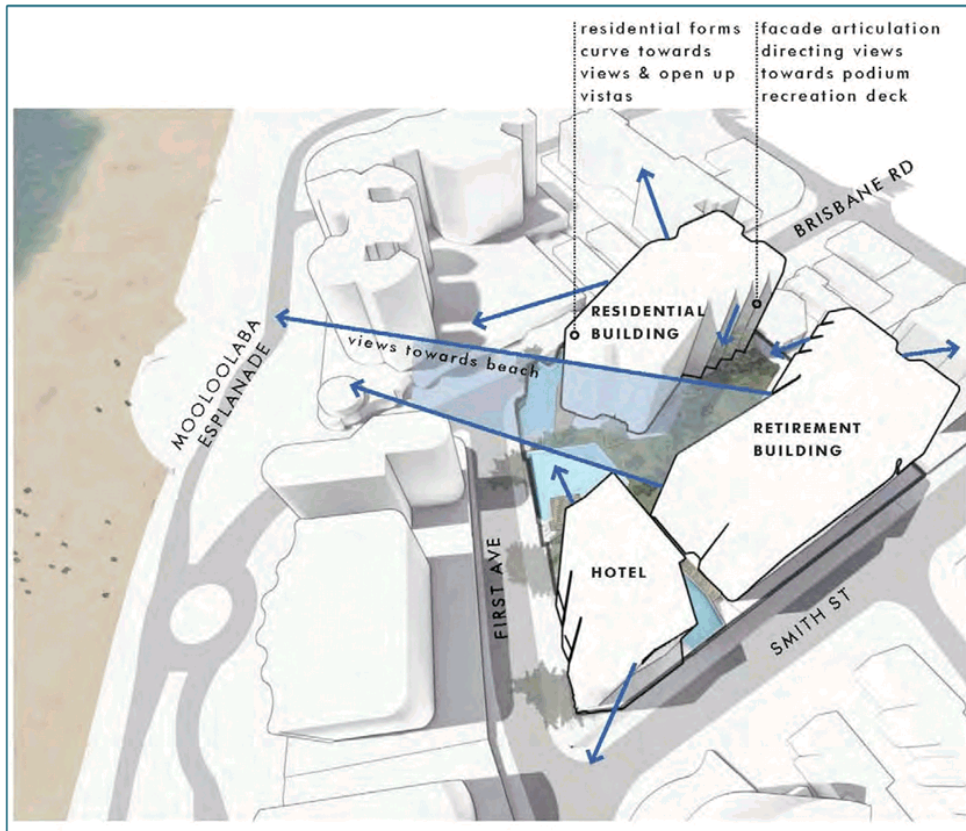 residential forms
curve towards
views & open up
vistas
facade articulation
directing views
towards podium
recreation deck
BRISBANE RD
RESIDENTIAL
BUILDING
views towards beach
MOOLOOLABA
ESPLANADE
RETIREMENT
BUILDING
HOTEL
FIRST AVE
SMITH ST